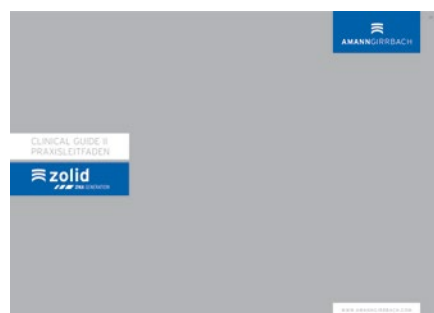 AMANNGIRRBACH
CLINICAL GUIDE II
PRAXISLEITFADEN
zolid
DNA GENERATION
WWW.AMANNGIRRBACH.COM